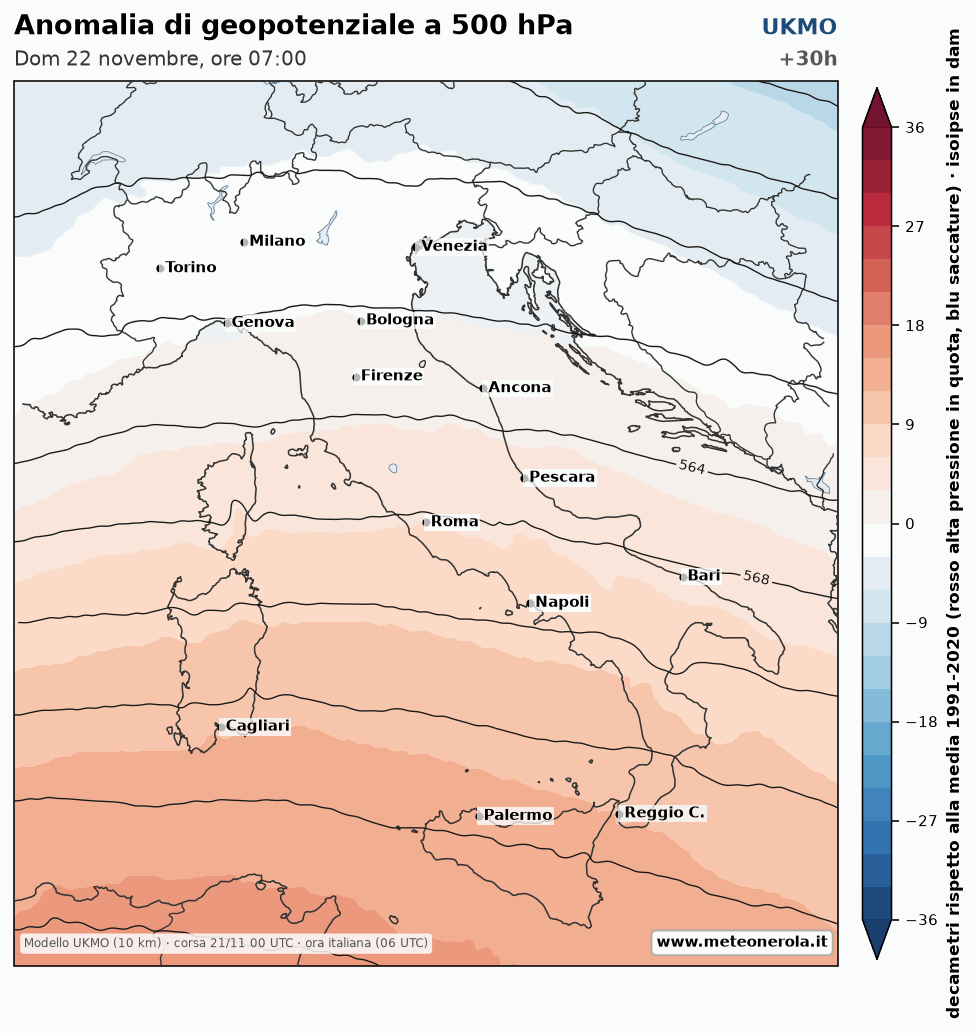 Anomalia di geopotenziale a 500 hPa
UKMO
Dom 22 novembre, ore 07:00
+30h
Milano
Venezia
Torino
Genova
Bologna
Firenze
Ancona
564
Pescara
Roma
Bari
568
Napoli
Cagliari
Palermo
Reggio C.
Modello UKMO (10 km) · corsa 21/11 00 UTC · ora italiana (06 UTC)
www.meteonerola.it
36
27
18
9
0
−9
−18
−27
−36
decametri rispetto alla media 1991-2020 (rosso alta pressione in quota, blu saccature) · isoipse in dam